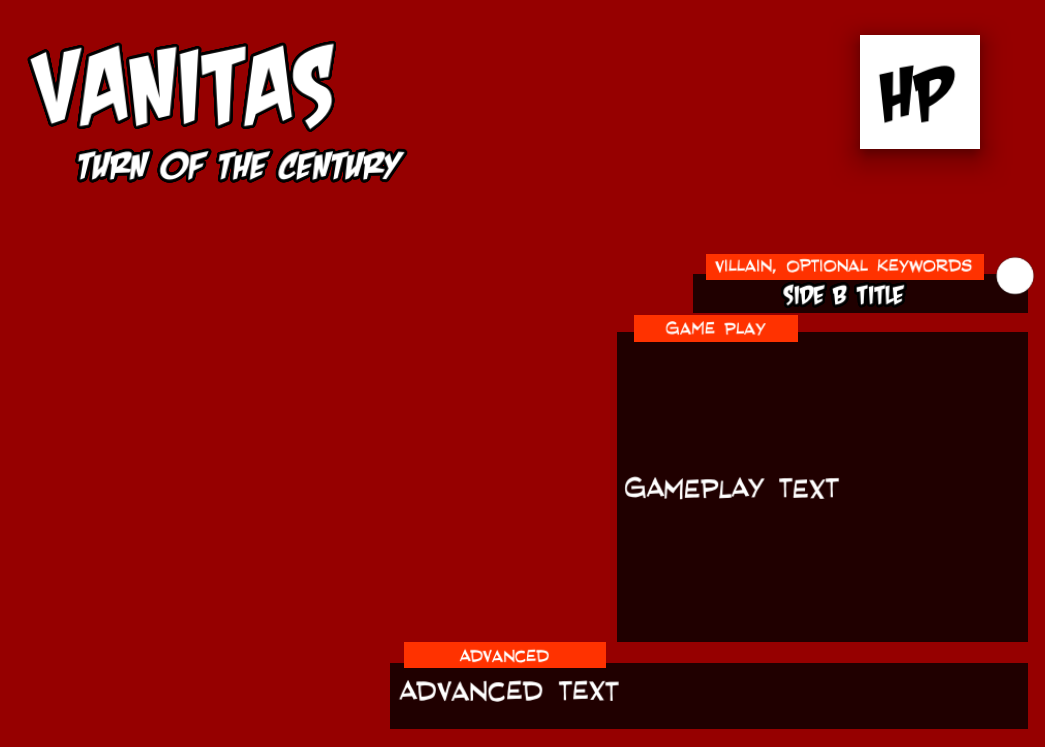 VANITAS
TURN OF THE CENTURY
HP
VILLAIN, OPTIONAL KEYWORDS
SIDE B TITLE
GAME PLAY
GAMEPLAY TEXT
ADVANCED
ADVANCED TEXT